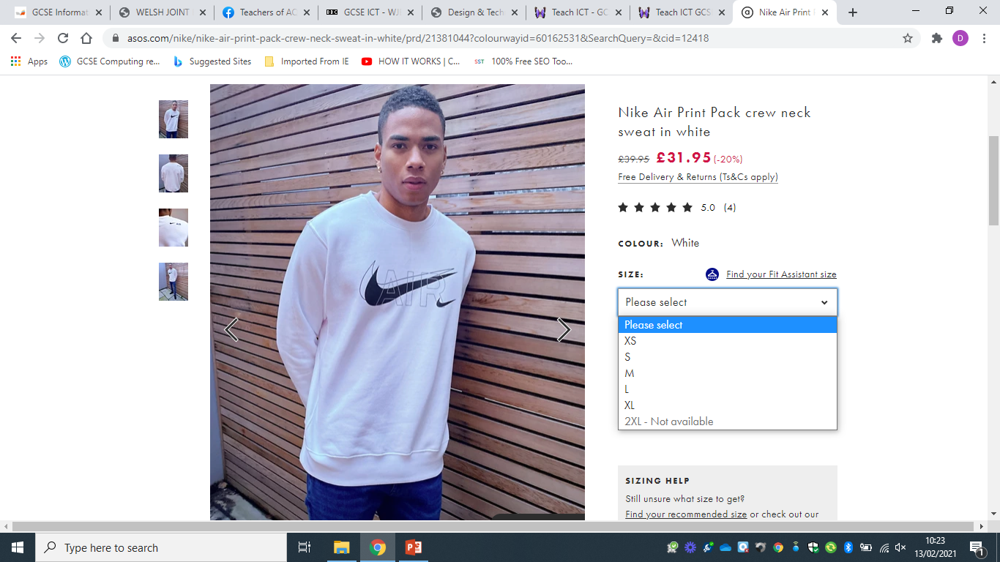 GCSE Informat
WELSH JOINT
Teachers of AC
BBC GCSE ICT - WJ
Design & Tech
Teach ICT - GC
Teach ICT GCS
Nike Air Print
asos.com/nike/nike-air-print-pack-crew-neck-sweat-in-white/prd/21381044?colourwayid=60162531&SearchQuery=&cid=12418
D
Apps
GCSE Computing re...
Suggested Sites
Imported From IE
HOW IT WORKS | C...
SST 100% Free SEO Too...
AIR
Nike Air Print Pack crew neck
sweat in white
£39.95 £31.95 (-20%)
Free Delivery & Returns (Ts&Cs apply)
5.0 (4)
COLOUR: White
SIZE: Find your Fit Assistant size
Please select
Please select
XS
S
M
L
XL
2XL - Not available
SIZING HELP
Still unsure what size to get?
Find your recommended size or check out our
Type here to search
10:23
13/02/2021
1